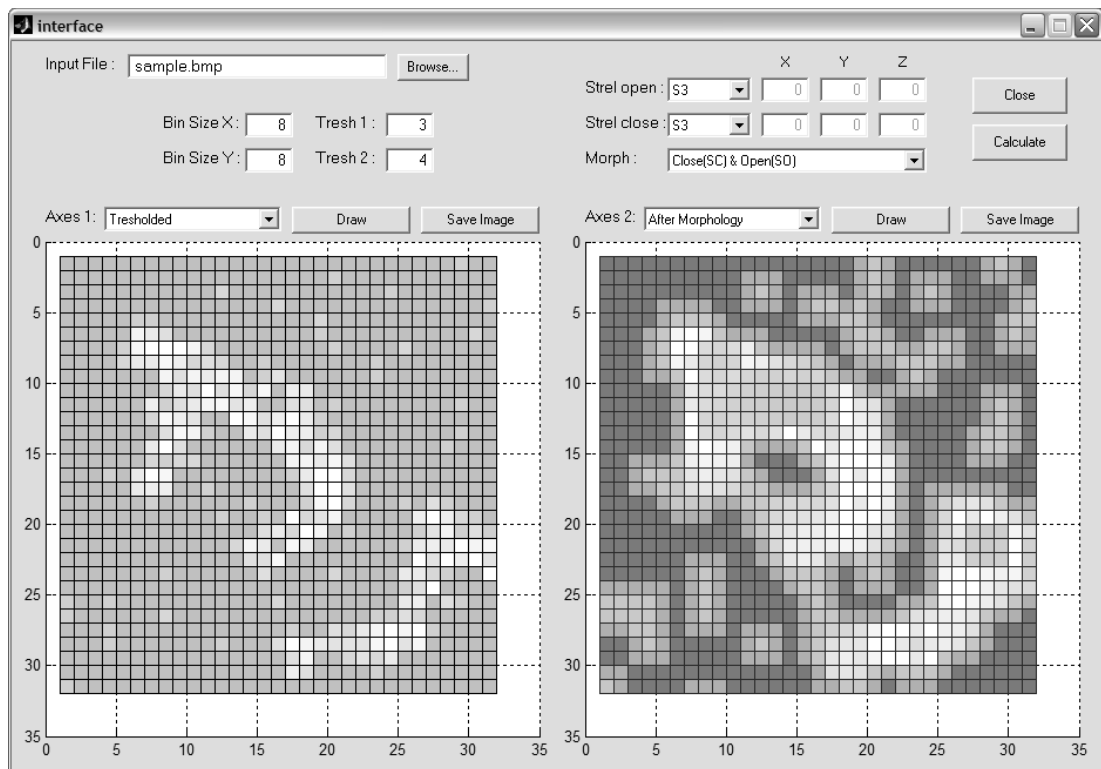 interface
Input File : sample.bmp Browse...
X Y Z
Strel open : S3 0 0 0
Close
Bin Size X : 8 Tresh 1 : 3
Strel close : S3 0 0 0
Calculate
Bin Size Y : 8 Tresh 2 : 4
Morph : Close(SC) & Open(SO)
Axes 1: Tresholded Draw Save Image
Axes 2: After Morphology Draw Save Image
0
5
10
15
20
25
30
35
0 5 10 15 20 25 30 35
0
5
10
15
20
25
30
35
0 5 10 15 20 25 30 35